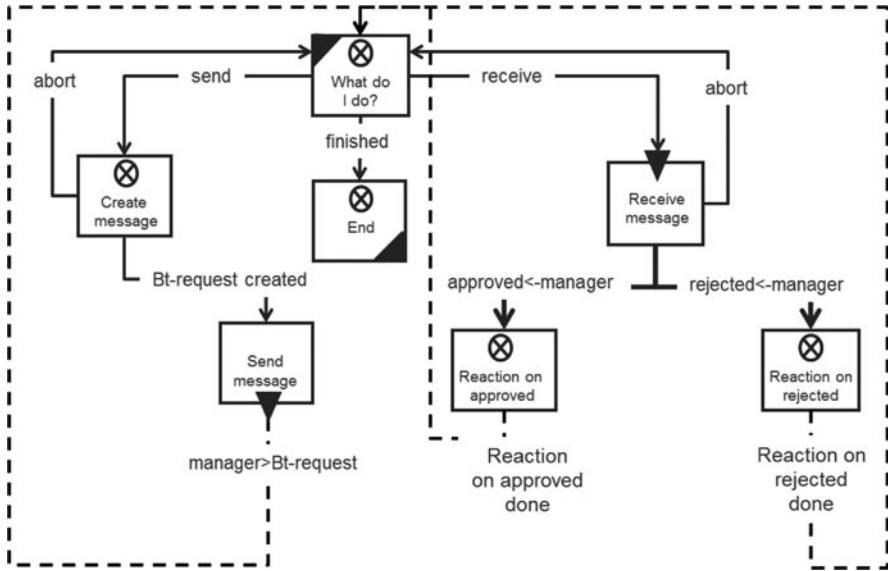 What do
I do?
abort
send
receive
abort
finished
Create
message
End
Receive
message
Bt-request created
approved<-manager
rejected<-manager
Send
message
Reaction on
approved
Reaction on
rejected
manager>Bt-request
Reaction
on approved
done
Reaction on
rejected
done